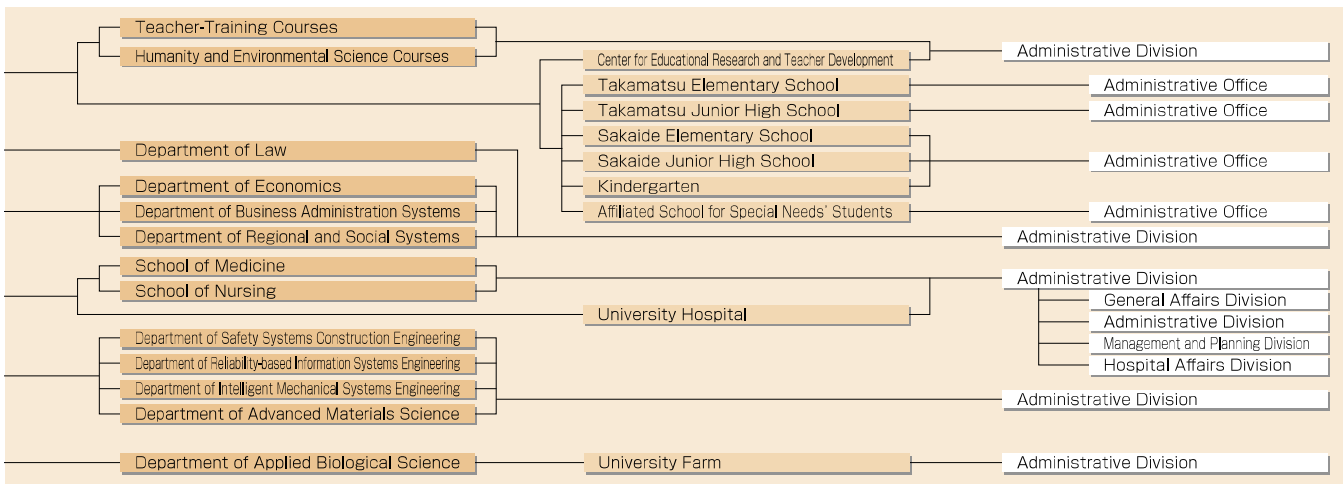 Teacher-Training Courses
Humanity and Environmental Science Courses
Administrative Division
Center for Educational Research and Teacher Development
Takamatsu Elementary School
Administrative Office
Takamatsu Junior High School
Administrative Office
Sakaide Elementary School
Department of Law
Sakaide Junior High School
Administrative Office
Department of Economics
Kindergarten
Department of Business Administration Systems
Affiliated School for Special Needs' Students
Administrative Office
Department of Regional and Social Systems
Administrative Division
School of Medicine
Administrative Division
School of Nursing
General Affairs Division
University Hospital
Administrative Division
Department of Safety Systems Construction Engineering
Management and Planning Division
Department of Reliability-based Information Systems Engineering
Hospital Affairs Division
Department of Intelligent Mechanical Systems Engineering
Administrative Division
Department of Advanced Materials Science
Department of Applied Biological Science
University Farm
Administrative Division